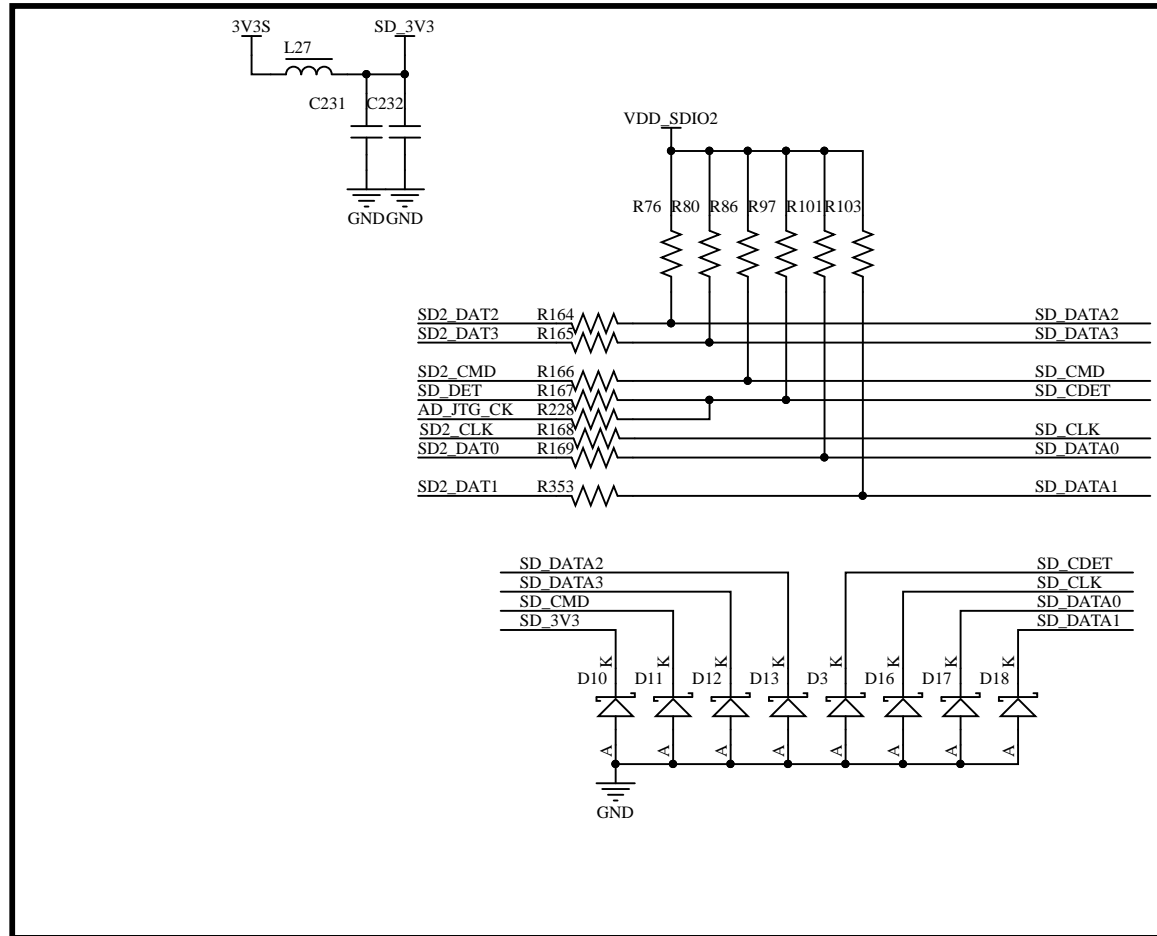 3V3S SD_3V3
L27
C231 C232
GND GND
VDD_SDIO2
R76 R80 R86 R97 R101 R103
SD2_DAT2 R164 SD_DATA2
SD2_DAT3 R165 SD_DATA3
SD2_CMD R166 SD_CMD
SD_DET R167 SD_CDET
AD_JTG_CK R228
SD2_CLK R168 SD_CLK
SD2_DAT0 R169 SD_DATA0
SD2_DAT1 R353 SD_DATA1
SD_DATA2 SD_CDET
SD_DATA3 SD_CLK
SD_CMD SD_DATA0
SD_3V3 SD_DATA1
K K K K K K K K
D10 D11 D12 D13 D3 D16 D17 D18
A A A A A A A A
GND